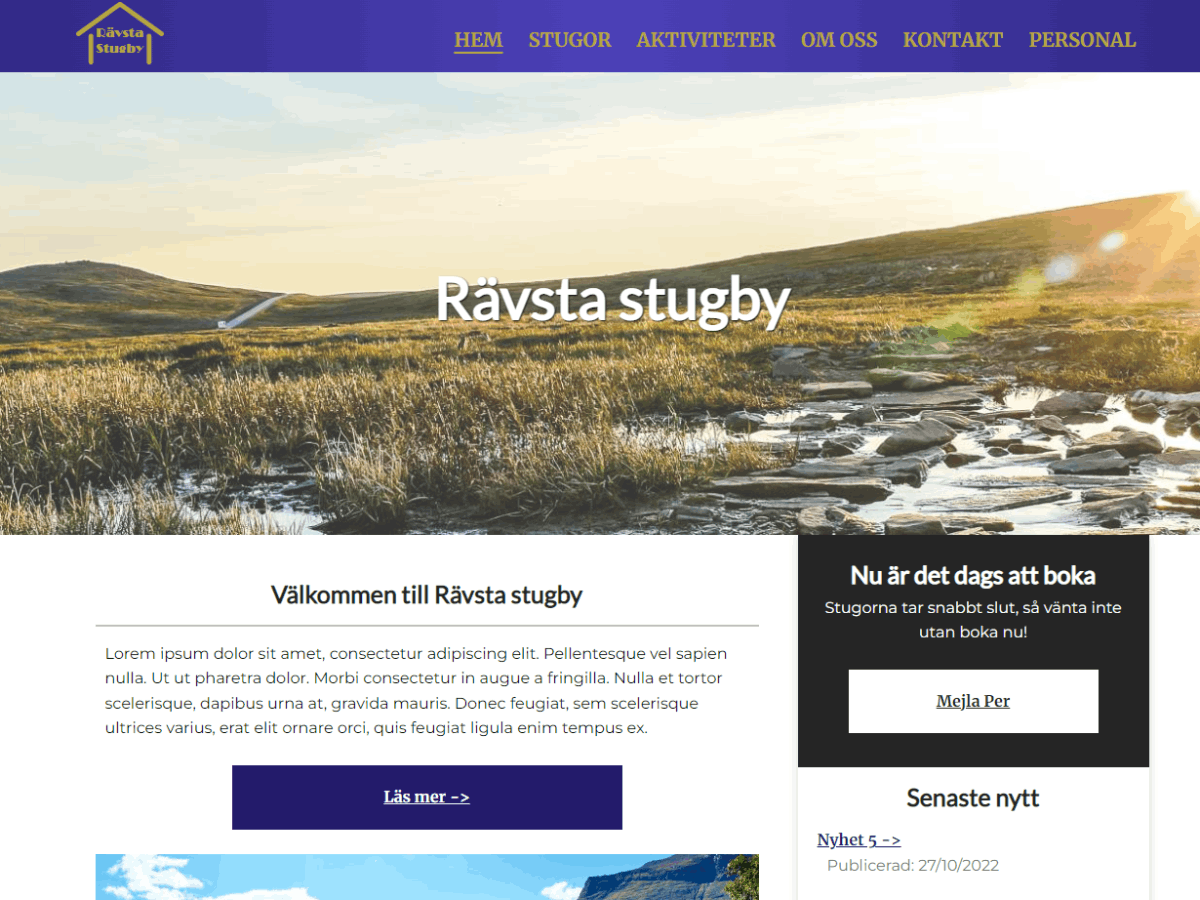 Rävsta
Stugby
HEM
STUGOR
AKTIVITETER
OM OSS
KONTAKT
PERSONAL
Rävsta stugby
Välkommen till Rävsta stugby
Lorem ipsum dolor sit amet, consectetur adipiscing elit. Pellentesque vel sapien
nulla. Ut ut pharetra dolor. Morbi consectetur in augue a fringilla. Nulla et tortor
scelerisque, dapibus urna at, gravida mauris. Donec feugiat, sem scelerisque
ultrices varius, erat elit ornare orci, quis feugiat ligula enim tempus ex.
Läs mer ->
Nu är det dags att boka
Stugorna tar snabbt slut, så vänta inte
utan boka nu!
Mejla Per
Senaste nytt
Nyhet 5 ->
Publicerad: 27/10/2022